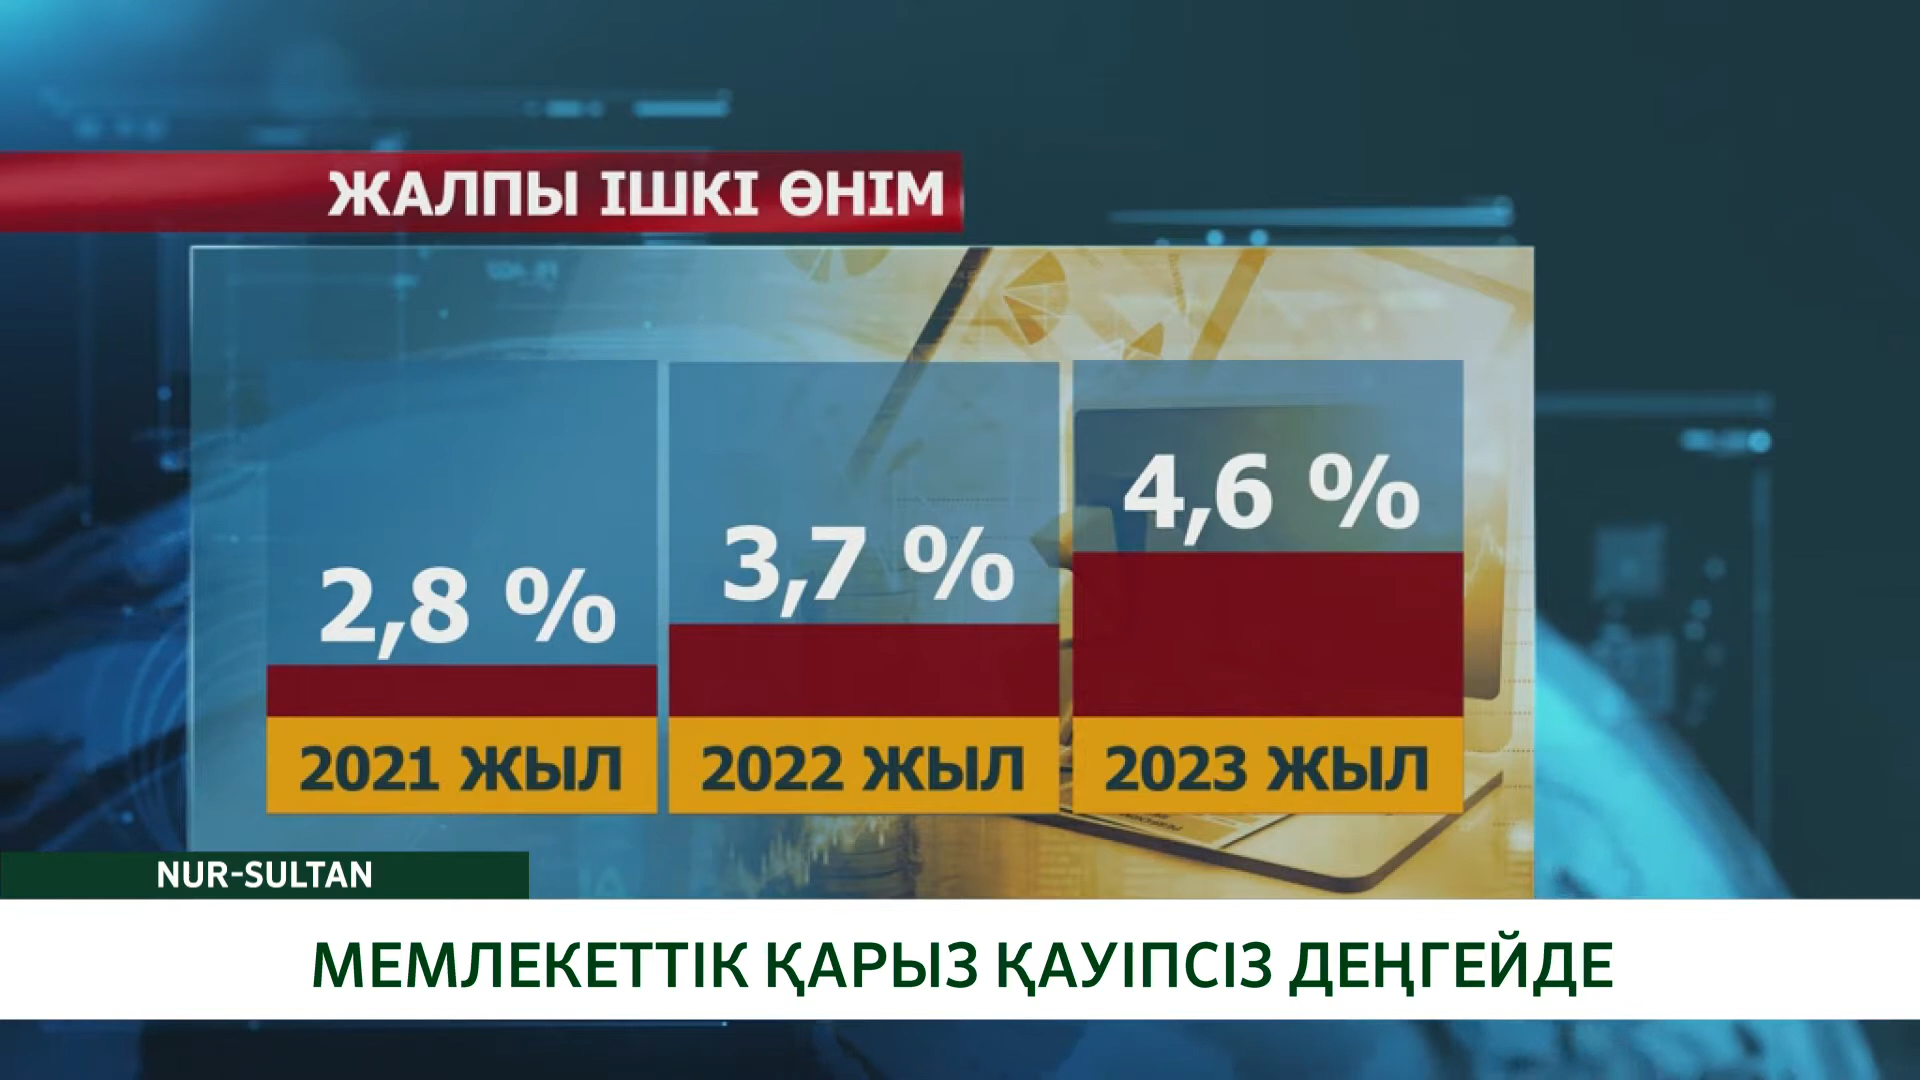 ЖАЛПЫ ІШКІ ӨНІМ
2,8 %
3,7 %
4,6 %
2021 ЖЫЛ
2022 ЖЫЛ
2023 ЖЫЛ
NUR-SULTAN
МЕМЛЕКЕТТІК ҚАРЫЗ ҚАУІПСІЗ ДЕҢГЕЙДЕ